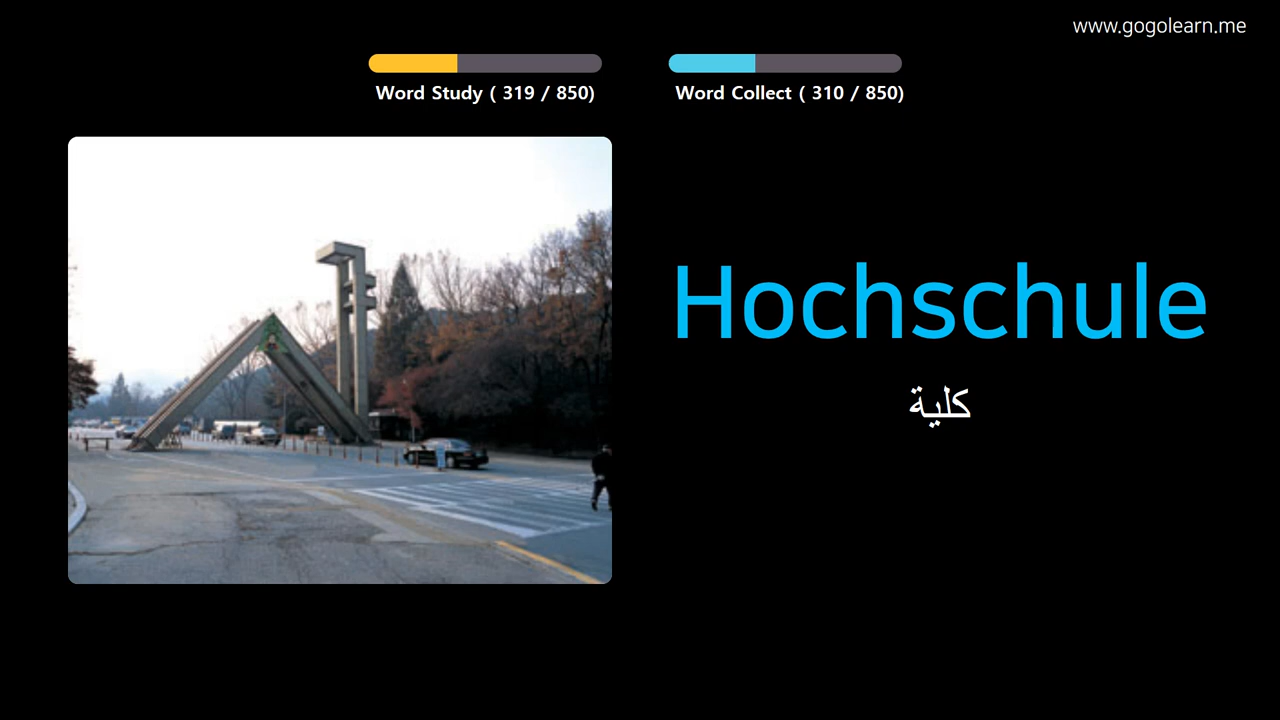 www.gogolearn.me
Word Study ( 319 / 850)
Word Collect ( 310 / 850)
Hochschule
كلية